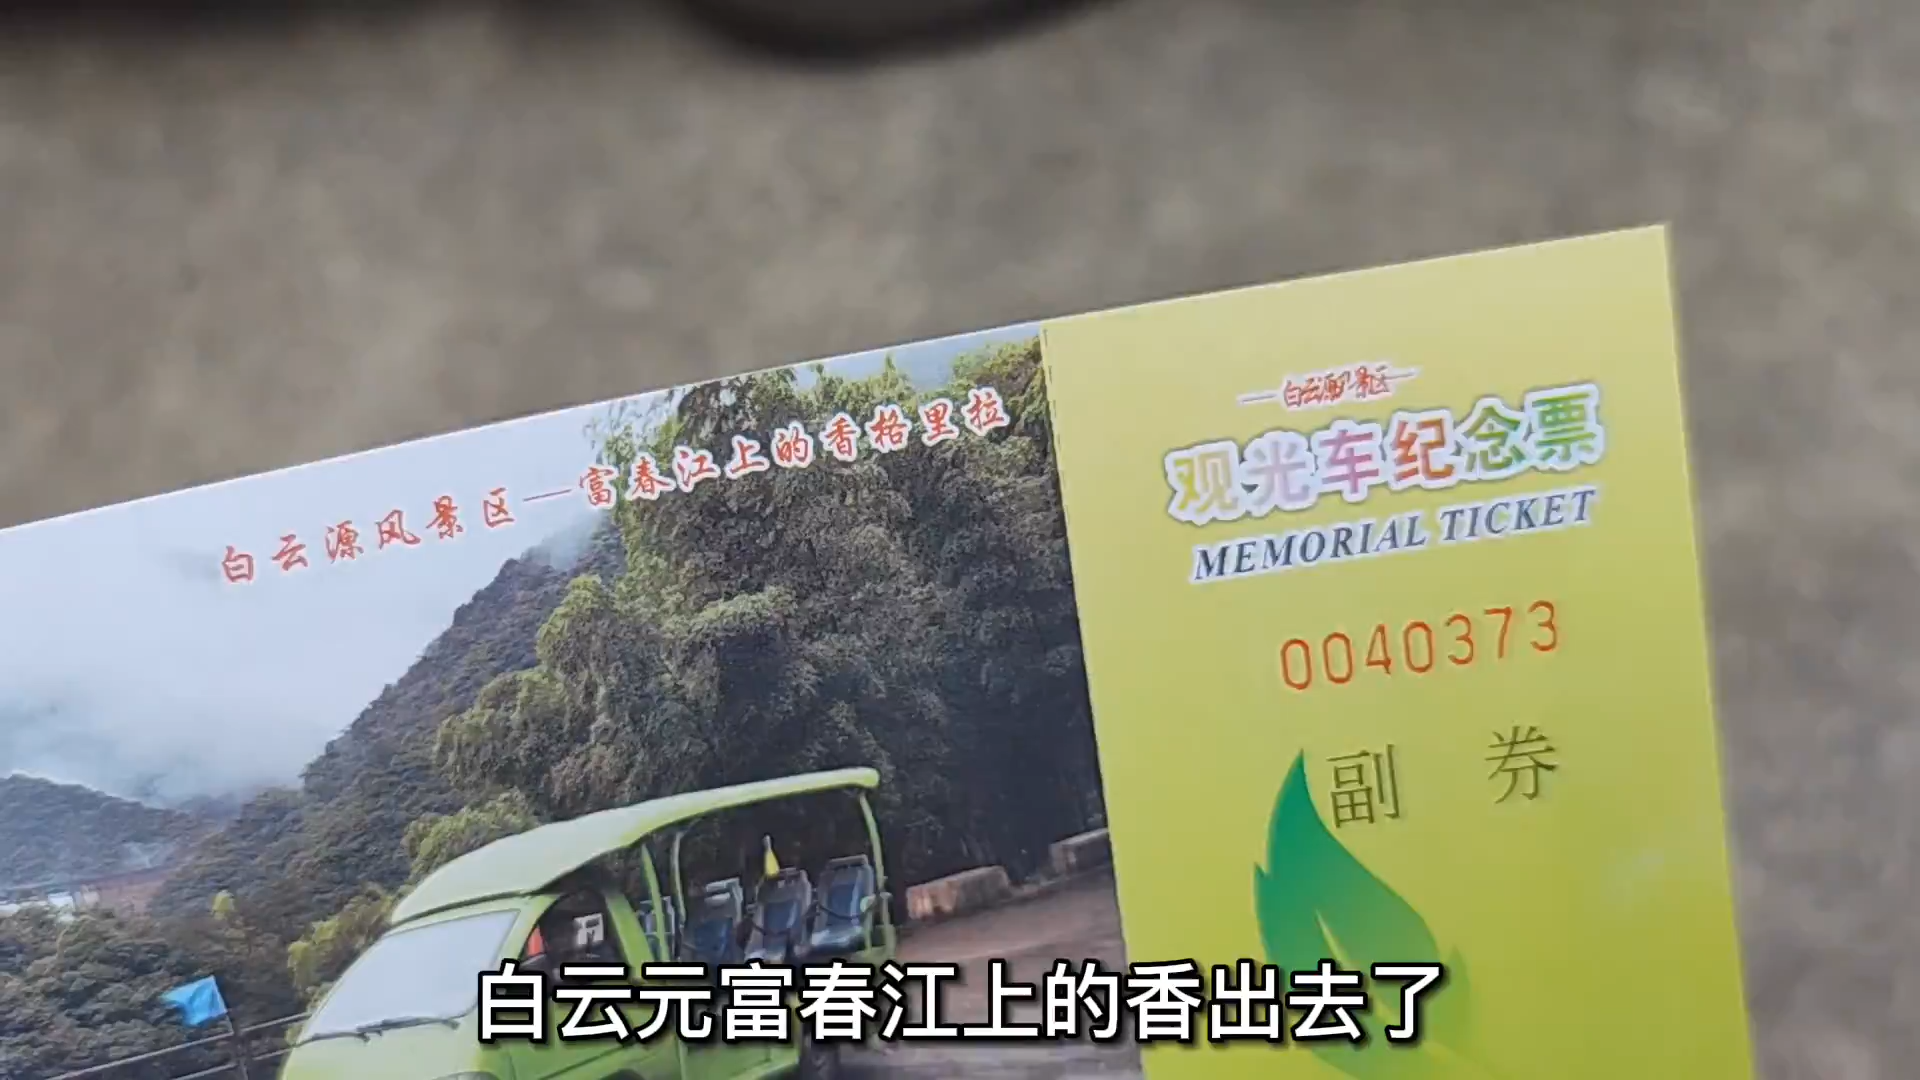 白云源风景区—富春江上的香格里拉
—白云源风景区—
观光车纪念票
MEMORIAL TICKET
0040373
副 券
白云元富春江上的香出去了